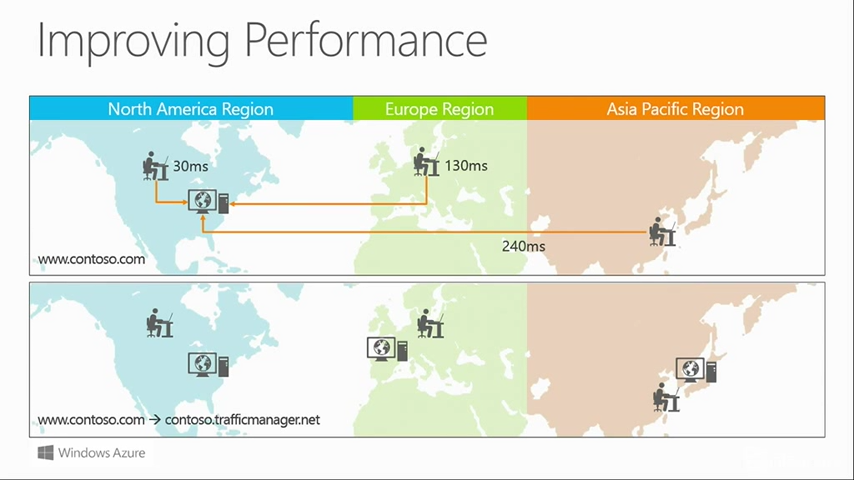 Improving Performance
North America Region
Europe Region
Asia Pacific Region
30ms
130ms
240ms
www.contoso.com
www.contoso.com → contoso.trafficmanager.net
Windows Azure